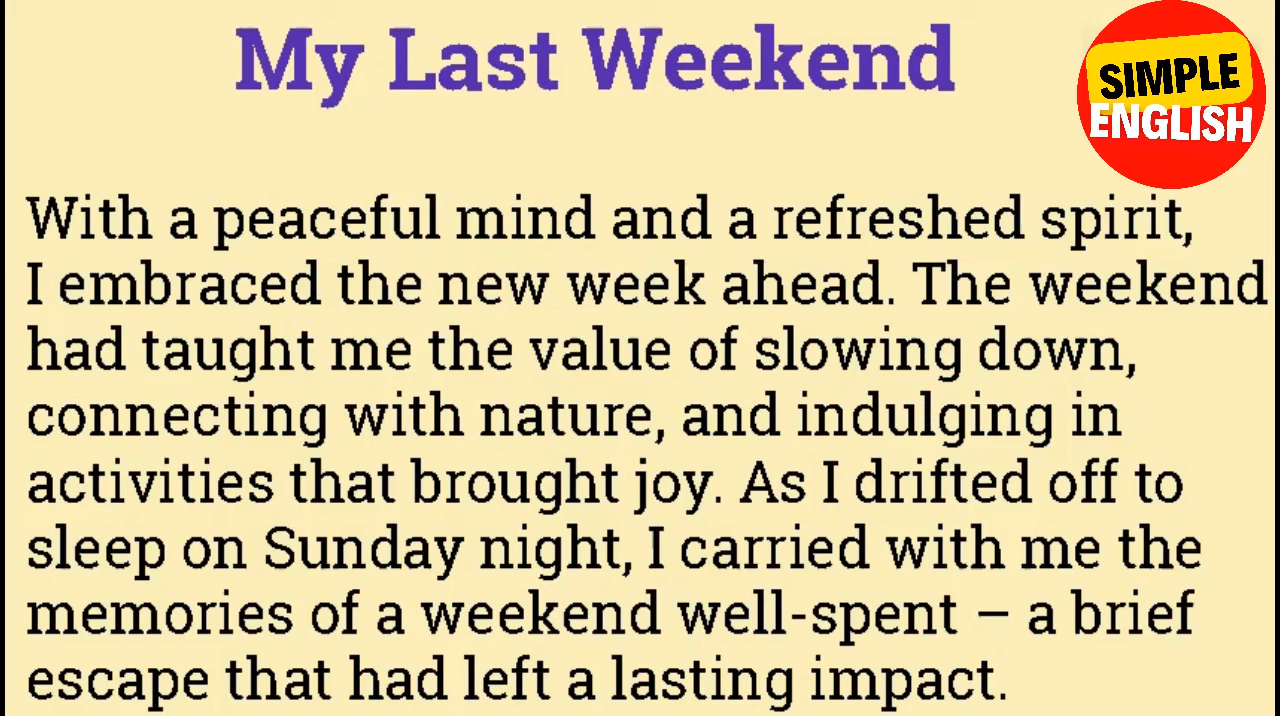 My Last Weekend
SIMPLE
ENGLISH
With a peaceful mind and a refreshed spirit,
I embraced the new week ahead. The weekend
had taught me the value of slowing down,
connecting with nature, and indulging in
activities that brought joy. As I drifted off to
sleep on Sunday night, I carried with me the
memories of a weekend well-spent – a brief
escape that had left a lasting impact.